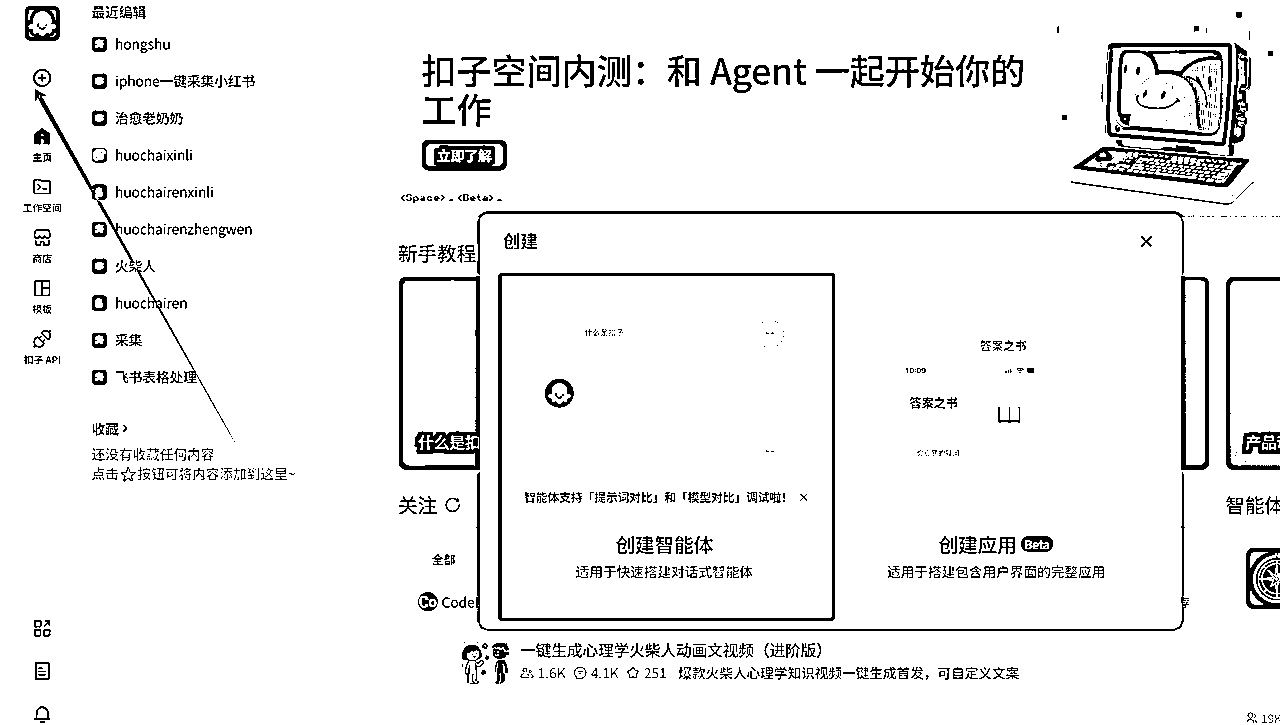 最近编辑
hongshu
iphone一键采集小红书
治愈老奶奶
huochaixinli
huochairenxinli
huochairenzhengwen
火柴人
huochairen
采集
飞书表格处理
收藏 >
还没有收藏任何内容
点击☆按钮可将内容添加到这里~
主页
工作空间
商店
模板
扣子 API
扣子空间内测：和 Agent 一起开始你的
工作
立即了解
<Space>. <Beta>.
新手教程
创建
什么是扣子
答案之书
10:09
答案之书
什么是扣
产品
智能体支持「提示词对比」和「模型对比」调试啦！
创建智能体
适用于快速搭建对话式智能体
创建应用 Beta
适用于搭建包含用户界面的完整应用
关注
智能体
全部
Code
荐
一键生成心理学火柴人动画文视频（进阶版）
1.6K 4.1K 251 爆款火柴人心理学知识视频一键生成首发，可自定义文案